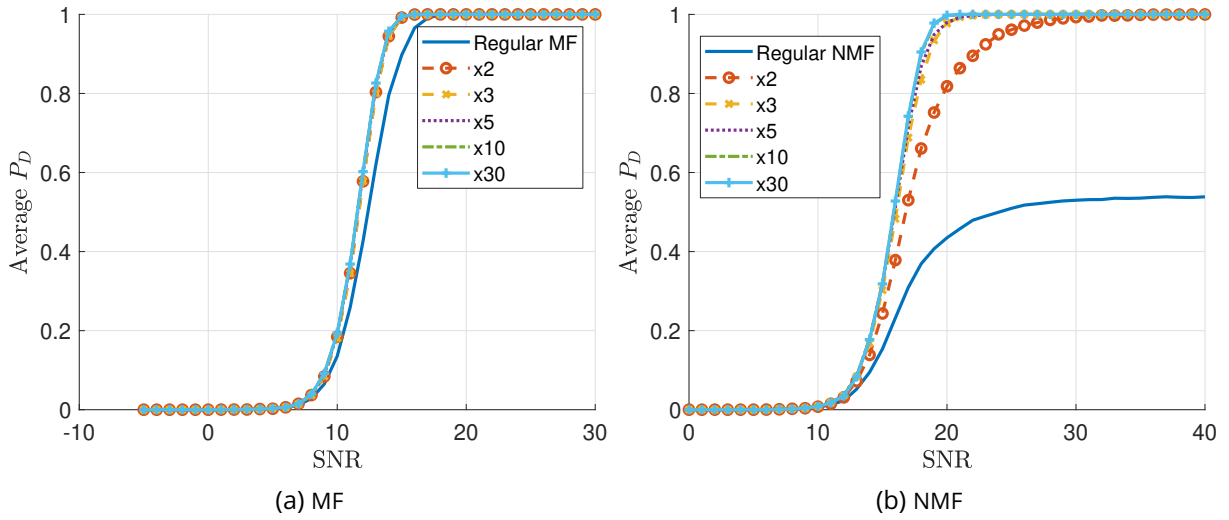 1
0.8
0.6
0.4
0.2
0
-10
0
10
20
30
Average P_D
SNR
Regular MF
x2
x3
x5
x10
x30
(a) MF
1
0.8
0.6
0.4
0.2
0
0
10
20
30
40
Average P_D
SNR
Regular NMF
x2
x3
x5
x10
x30
(b) NMF